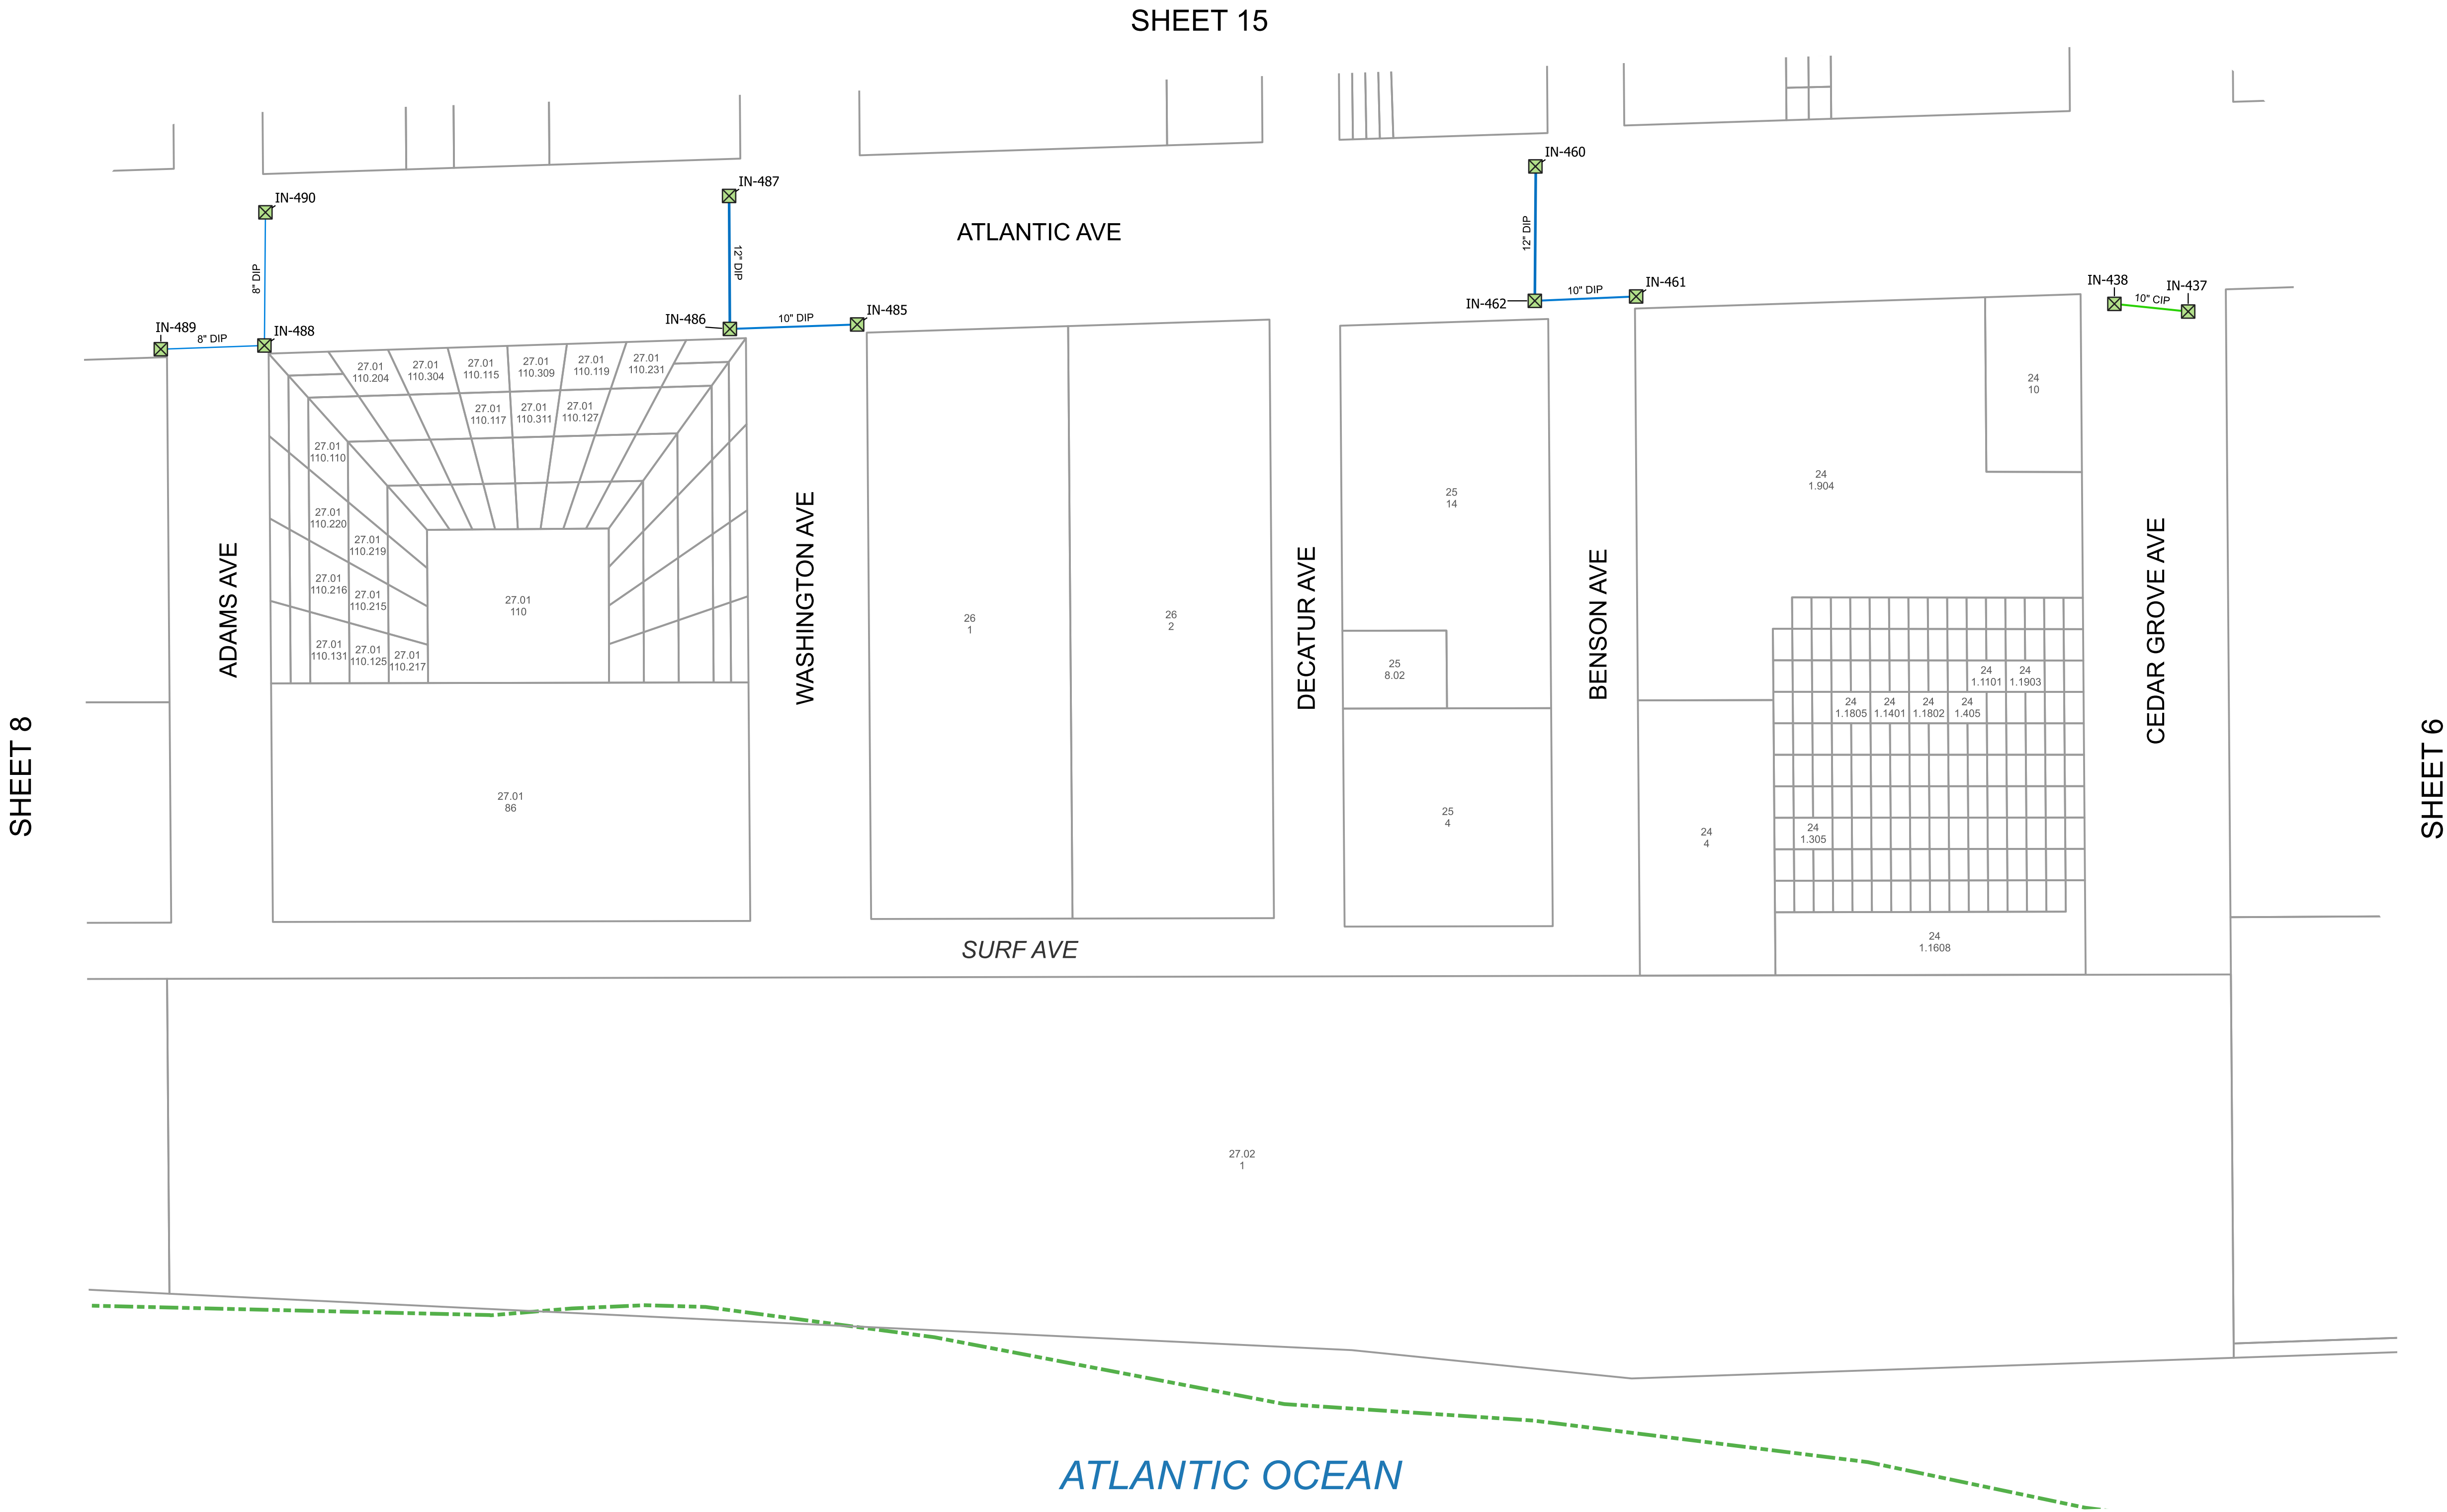 SHEET 15
IN-460
IN-487
IN-490
12" DIP
ATLANTIC AVE
12" DIP
8" DIP
IN-461
IN-438
IN-437
10" DIP
10" CIP
IN-462
IN-485
10" DIP
IN-486
IN-489
IN-488
8" DIP
27.01
110.204
27.01
110.304
27.01
110.115
27.01
110.309
27.01
110.119
27.01
110.231
27.01
110.117
27.01
110.311
27.01
110.127
24
10
27.01
110.110
24
1.904
25
14
27.01
110.220
27.01
110.219
27.01
110.216
27.01
110.215
27.01
110
27.01
110.131
27.01
110.125
27.01
110.217
26
1
26
2
25
8.02
24
1.1101
24
1.1903
24
1.1805
24
1.1401
24
1.1802
24
1.405
ADAMS AVE
WASHINGTON AVE
DECATUR AVE
BENSON AVE
CEDAR GROVE AVE
SHEET 8
SHEET 6
27.01
86
25
4
24
4
24
1.305
SURF AVE
24
1.1608
27.02
1
ATLANTIC OCEAN